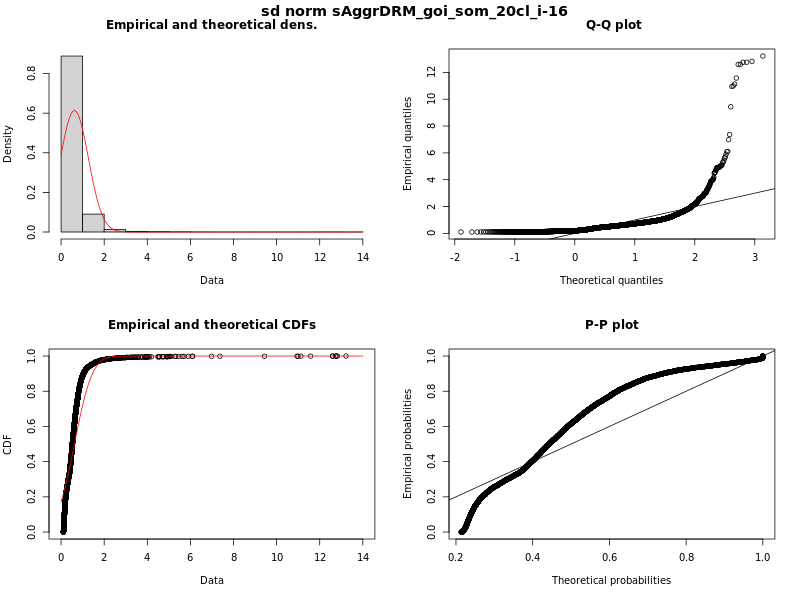 sd norm sAggrDRM_goi_som_20cl_i-16
Empirical and theoretical dens.
Density
0.0 0.2 0.4 0.6 0.8
0 2 4 6 8 10 12 14
Data
Q-Q plot
Empirical quantiles
0 2 4 6 8 10 12
-2 -1 0 1 2 3
Theoretical quantiles
Empirical and theoretical CDFs
CDF
0.0 0.2 0.4 0.6 0.8 1.0
0 2 4 6 8 10 12 14
Data
P-P plot
Empirical probabilities
0.0 0.2 0.4 0.6 0.8 1.0
0.2 0.4 0.6 0.8 1.0
Theoretical probabilities